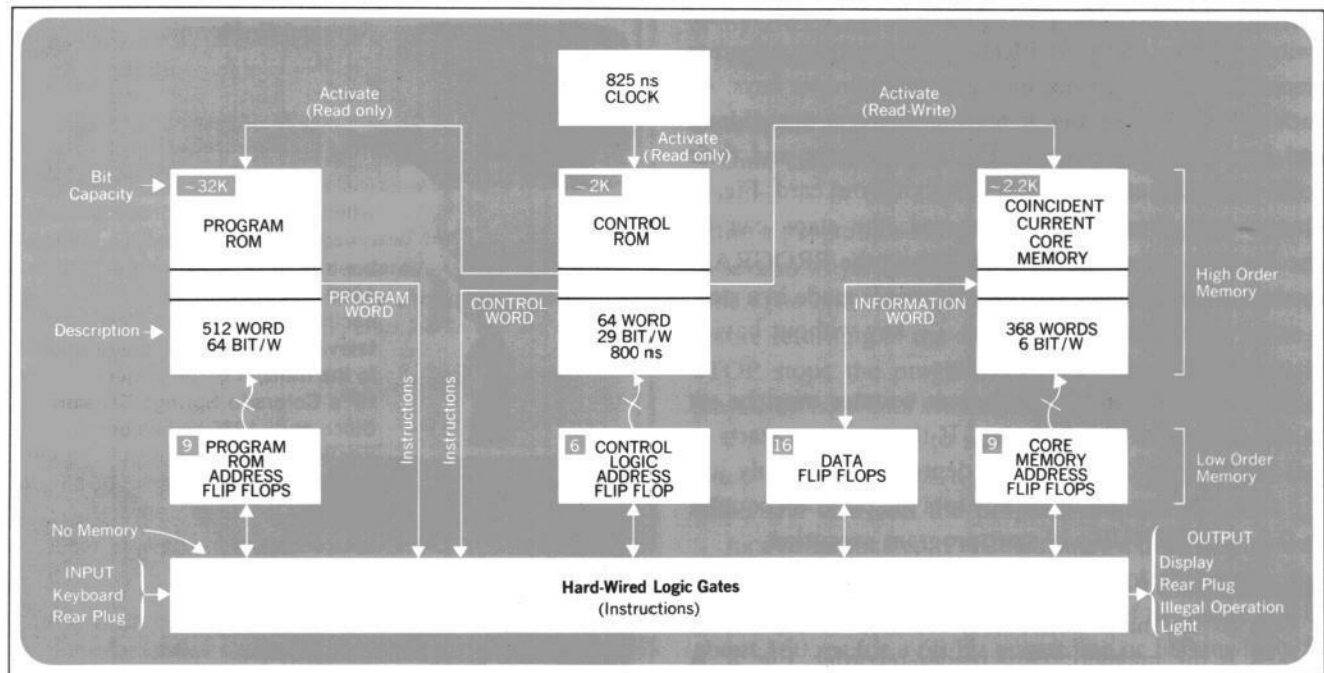 825 ns
CLOCK
Activate
(Read only)
Activate
(Read-Write)
Activate
(Read only)
Bit
Capacity
~32K
PROGRAM
ROM
~2K
CONTROL
ROM
~2.2K
COINCIDENT
CURRENT
CORE
MEMORY
High Order
Memory
PROGRAM
WORD
CONTROL
WORD
INFORMATION
WORD
Description
512 WORD
64 BIT/W
64 WORD
29 BIT/W
800 ns
368 WORDS
6 BIT/W
Instructions
Instructions
9
PROGRAM
ROM
ADDRESS
FLIP FLOPS
6
CONTROL
LOGIC
ADDRESS
FLIP FLOP
16
DATA
FLIP FLOPS
9
CORE
MEMORY
ADDRESS
FLIP FLOPS
Low Order
Memory
No Memory
INPUT
Keyboard
Rear Plug
Hard-Wired Logic Gates
(Instructions)
OUTPUT
Display
Rear Plug
Illegal Operation
Light